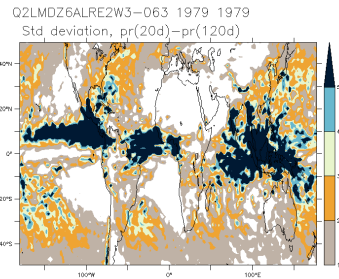 Q2LMDZ6ALRE2W3-063 1979 1979
Std deviation, pr(20d)-pr(120d)
40°N
20°N
0°
20°S
40°S
100°W
0°
100°E